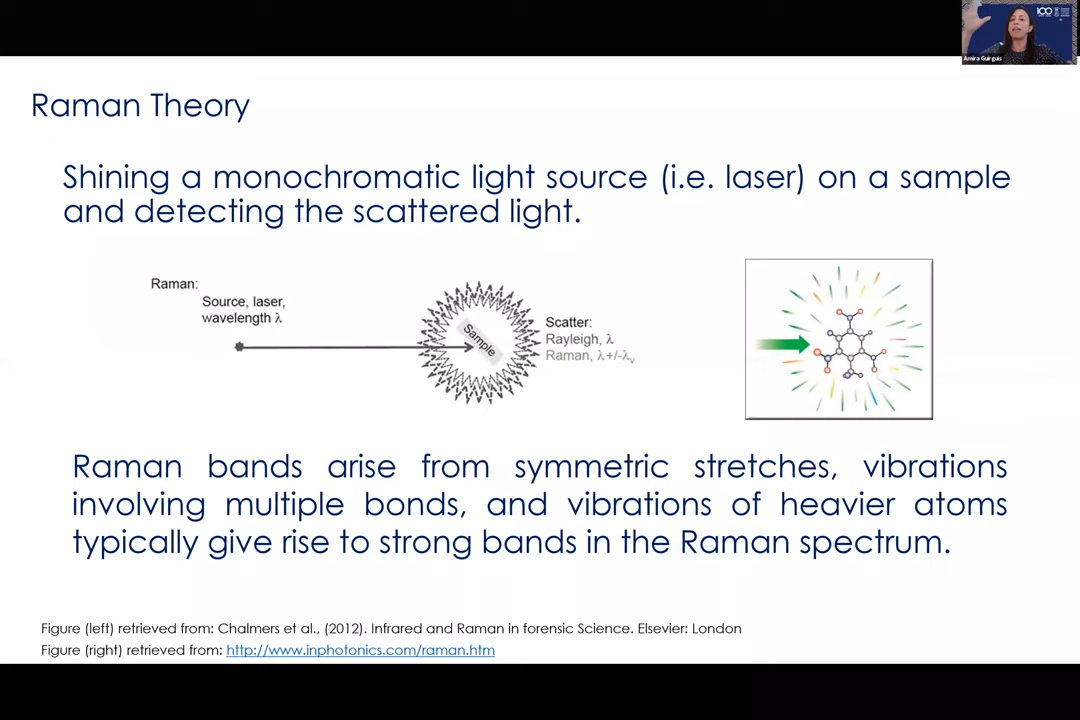 100
Amira Guirguis
Raman Theory
Shining a monochromatic light source (i.e. laser) on a sample
and detecting the scattered light.
Raman:
Source, laser,
wavelength λ
Sample
Scatter:
Rayleigh, λ
Raman, λ+/-λv
Raman bands arise from symmetric stretches, vibrations
involving multiple bonds, and vibrations of heavier atoms
typically give rise to strong bands in the Raman spectrum.
Figure (left) retrieved from: Chalmers et al., (2012). Infrared and Raman in forensic Science. Elsevier: London
Figure (right) retrieved from: http://www.inphotonics.com/raman.htm